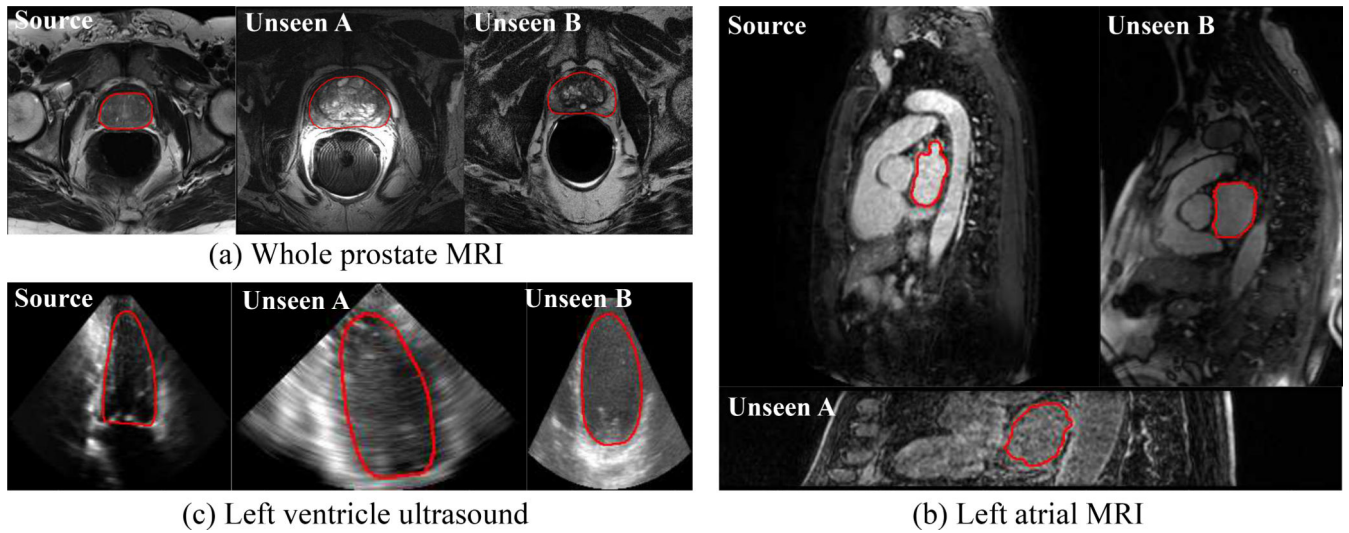 Source
Unseen A
Unseen B
(a) Whole prostate MRI
Source
Unseen A
Unseen B
(c) Left ventricle ultrasound
Source
Unseen B
Unseen A
(b) Left atrial MRI